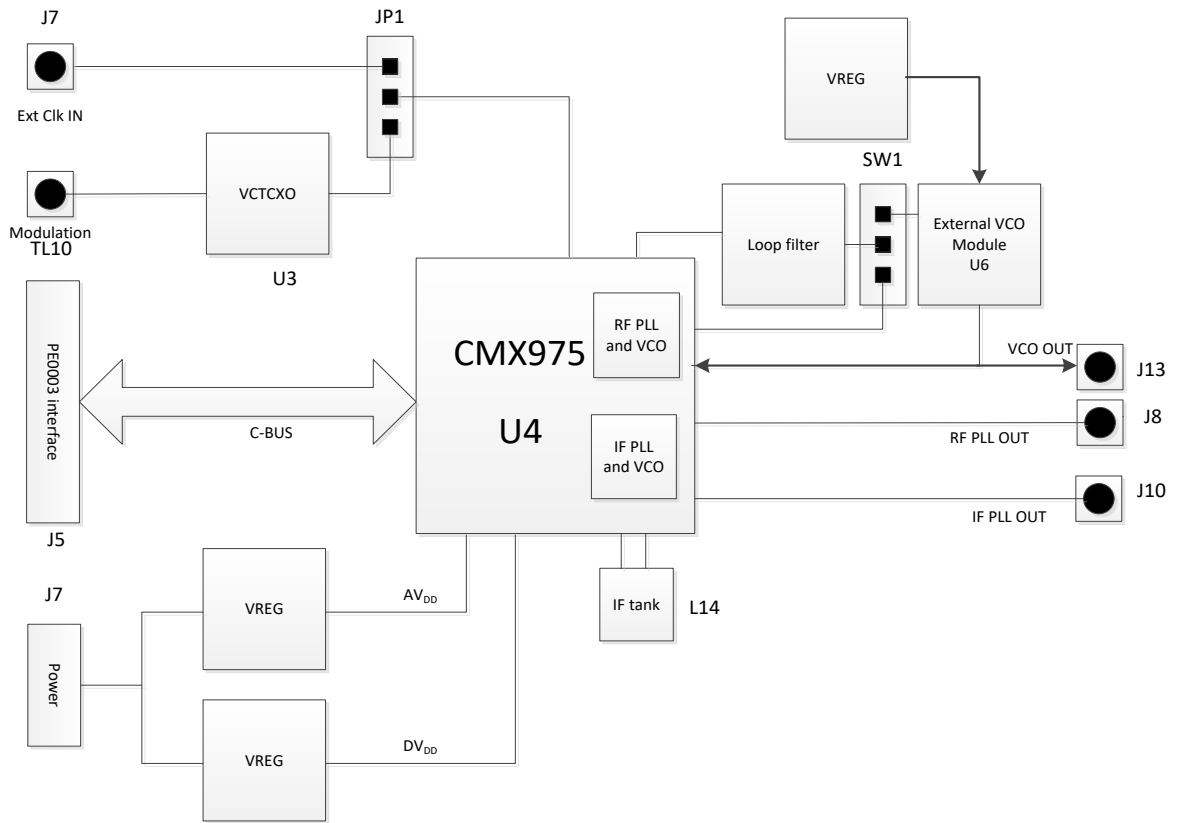 J7
JP1
Ext Clk IN
VREG
SW1
VCTCXO
Modulation
TL10
U3
Loop filter
External VCO
Module
U6
RF PLL
and VCO
CMX975
U4
VCO OUT
J13
PE0003 interface
C-BUS
IF PLL
and VCO
J8
RF PLL OUT
J10
IF PLL OUT
J5
J7
Power
VREG
AVDD
IF tank
L14
VREG
DVDD